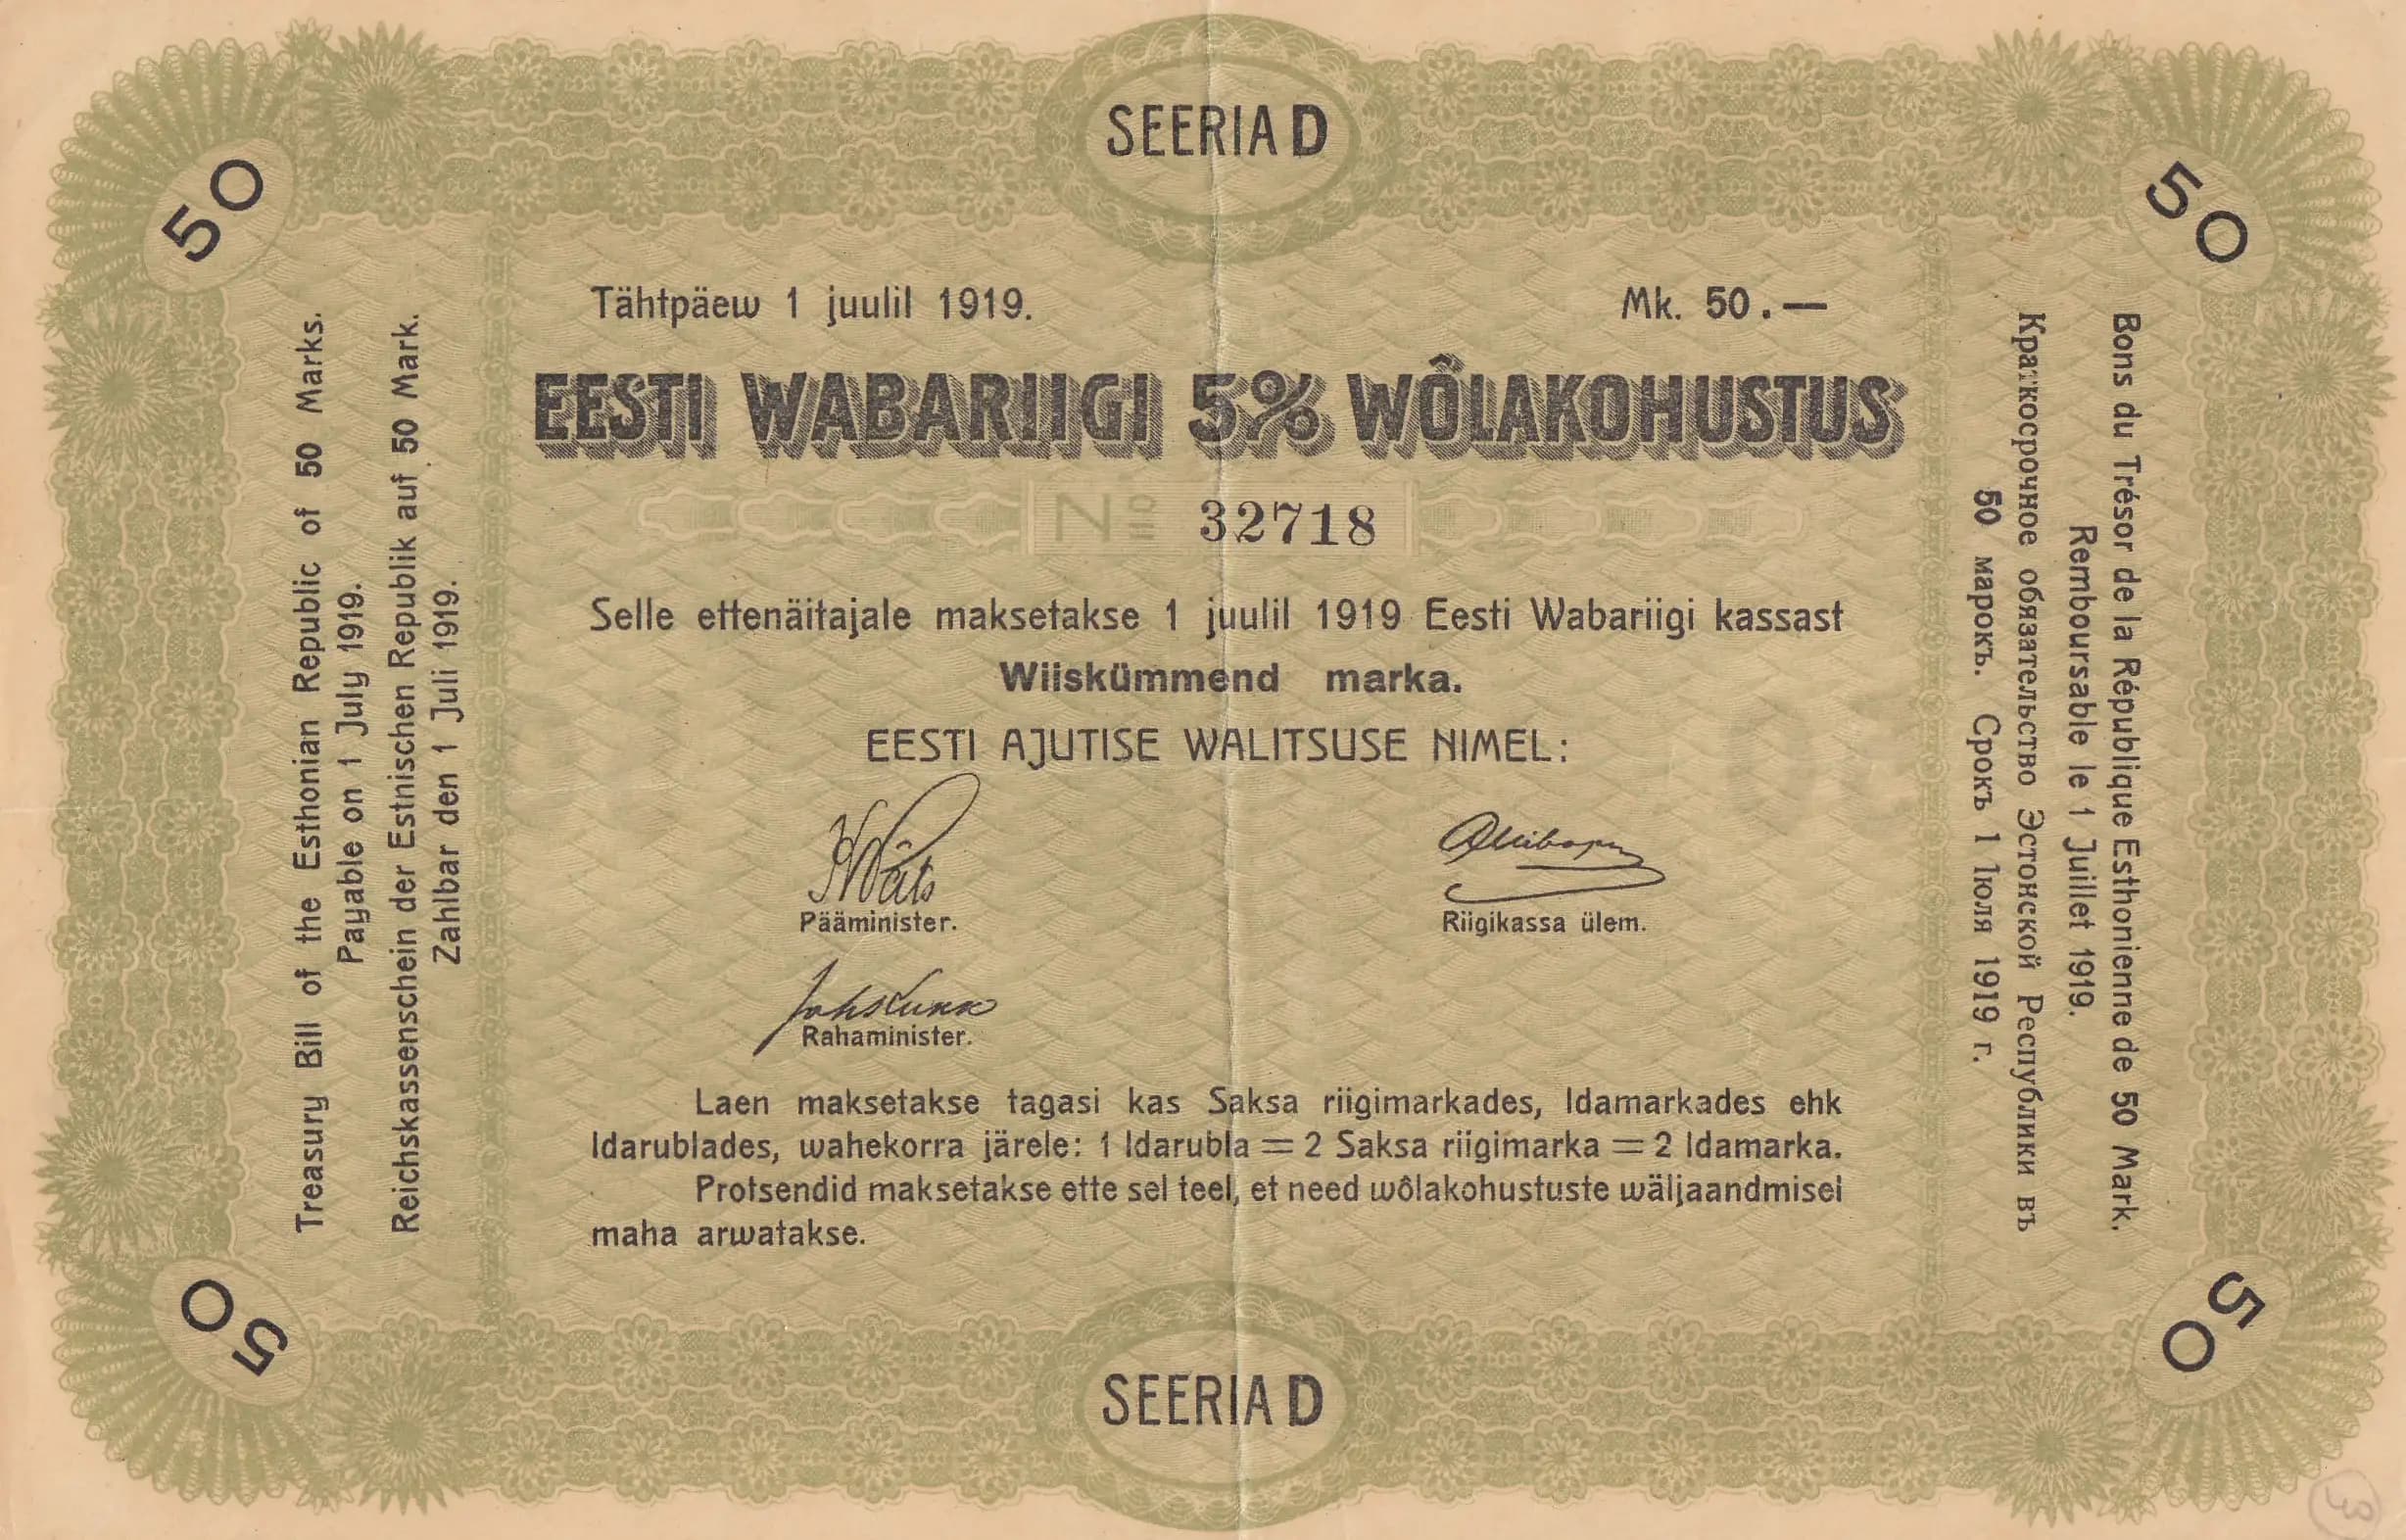 SEERIA D
50
50
Tähtpäew 1 juulil 1919.
Mk. 50.—
EESTI WABARIIGI 5% WÔLAKOHUSTUS
№ 32718
Selle ettenäitajale maksetakse 1 juulil 1919 Eesti Wabariigi kassast
Wiiskümmend marka.
EESTI AJUTISE WALITSUSE NIMEL:
KPäts
Pääminister.
Riigikassa ülem.
JuhsKukk
Rahaminister.
Laen maksetakse tagasi kas Saksa riigimarkades, Idamarkades ehk
Idarublades, wahekorra järele: 1 Idarubla = 2 Saksa riigimarka = 2 Idamarka.
Protsendid maksetakse ette sel teel, et need wôlakohustuste wäljaandmisel
maha arwatakse.
Treasury Bill of the Esthonian Republic of 50 Marks.
Payable on 1 July 1919.
Reichskassenschein der Estnischen Republik auf 50 Mark.
Zahlbar den 1 Juli 1919.
Bons du Trésor de la République Esthonienne de 50 Mark.
Remboursable le 1 Juillet 1919.
Краткосрочное обязательство Эстонской Республики въ
50 марокъ. Срокъ 1 Іюля 1919 г.
50
50
SEERIA D